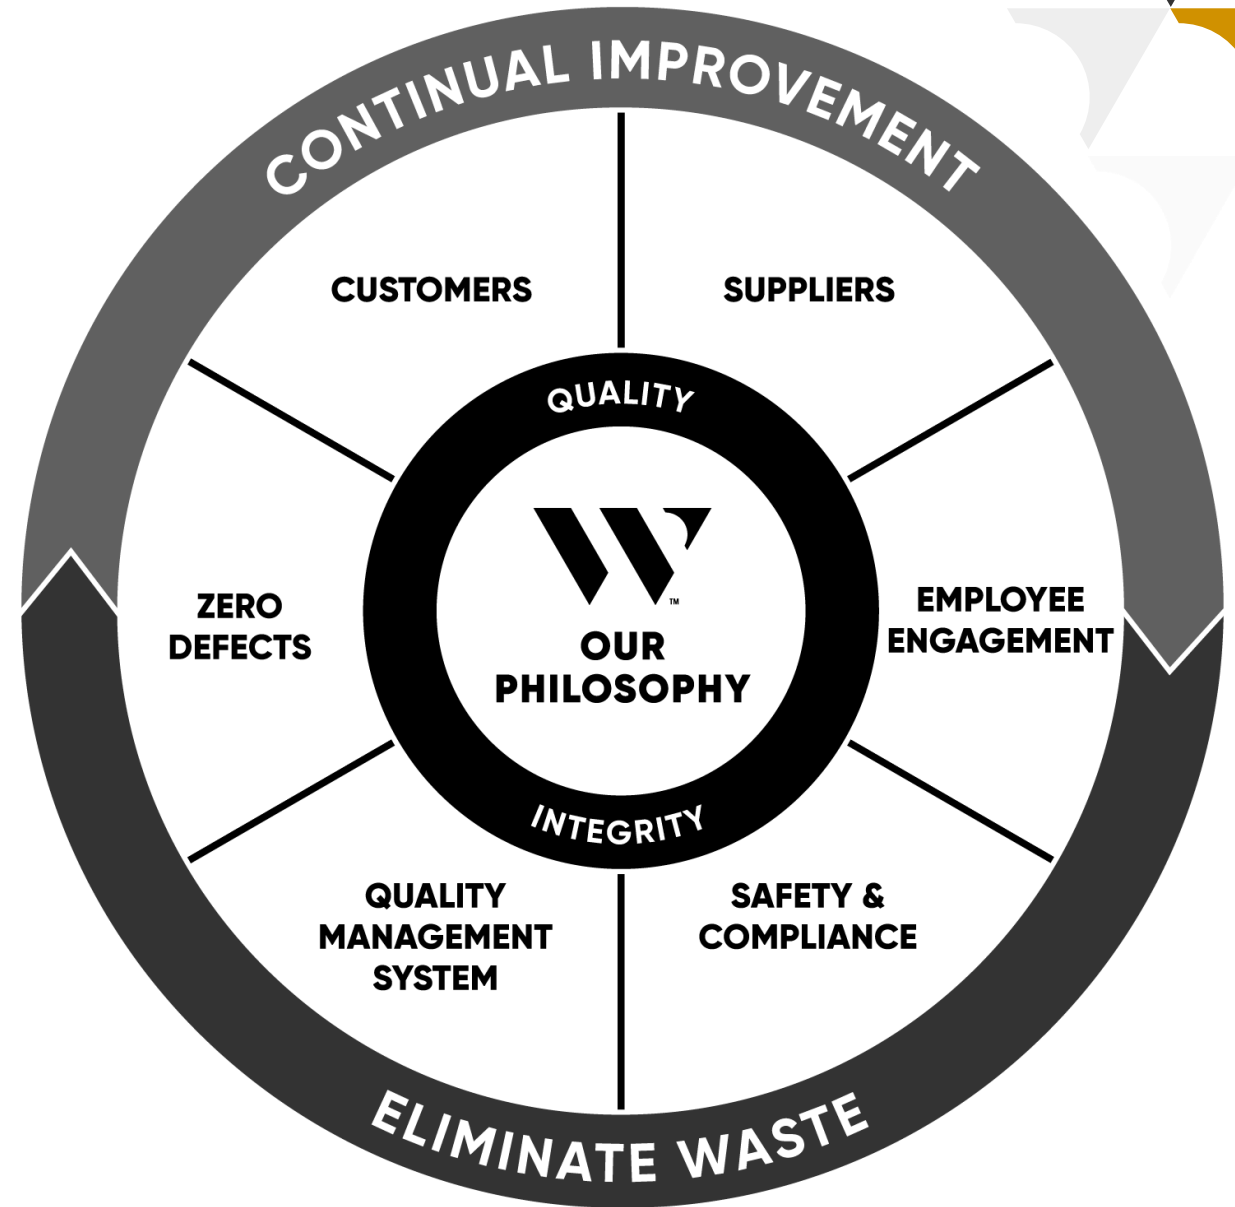 CONTINUAL IMPROVEMENT
CUSTOMERS
SUPPLIERS
QUALITY
W
TM
OUR
PHILOSOPHY
ZERO
DEFECTS
EMPLOYEE
ENGAGEMENT
INTEGRITY
QUALITY
MANAGEMENT
SYSTEM
SAFETY &
COMPLIANCE
ELIMINATE WASTE